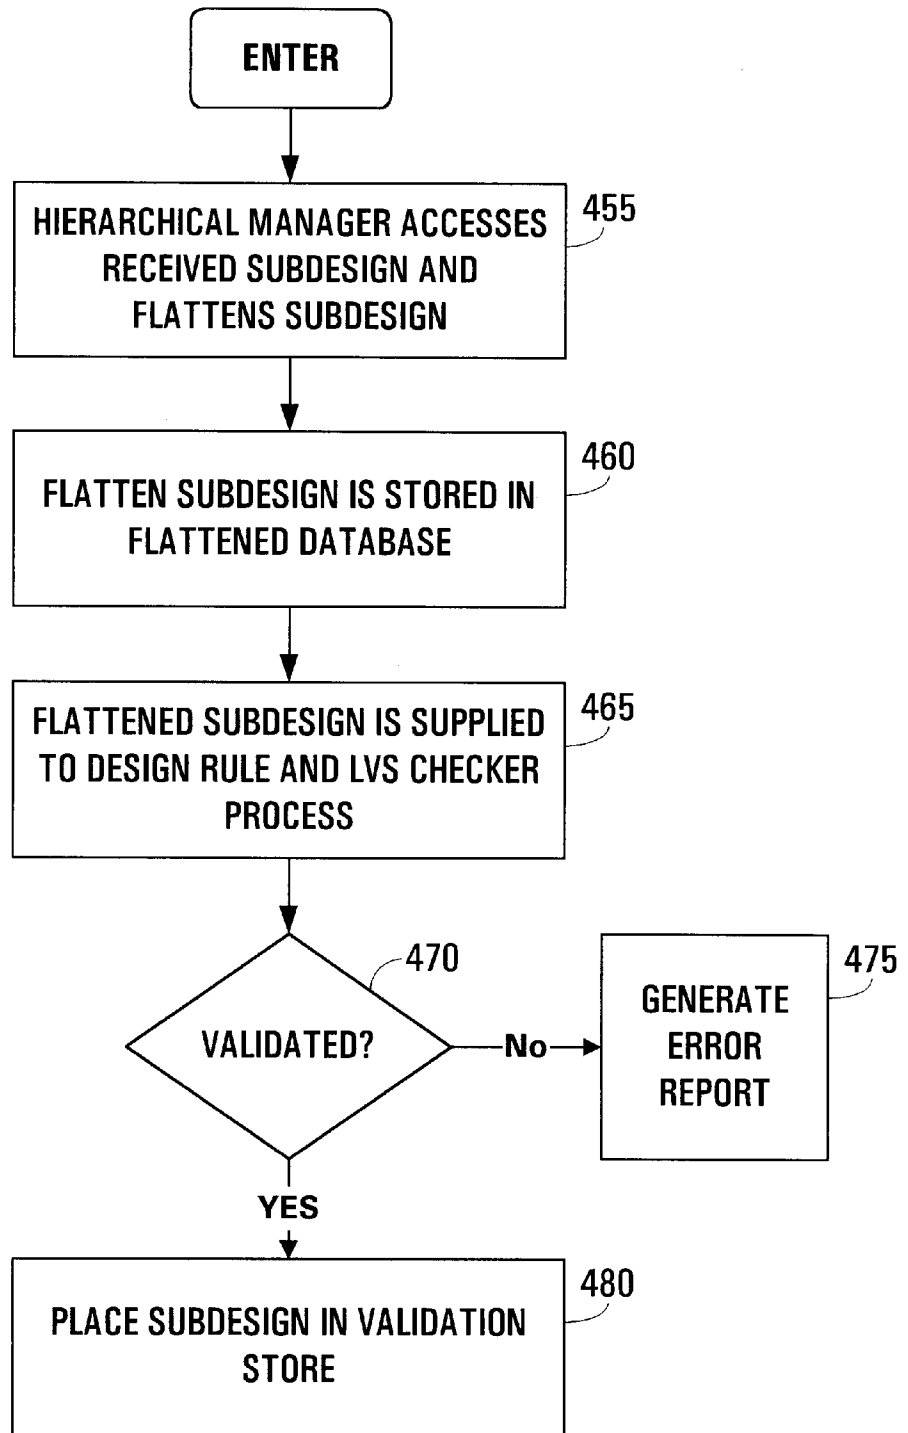 ENTER
HIERARCHICAL MANAGER ACCESSES
RECEIVED SUBDESIGN AND
FLATTENS SUBDESIGN
455
FLATTEN SUBDESIGN IS STORED IN
FLATTENED DATABASE
460
FLATTENED SUBDESIGN IS SUPPLIED
TO DESIGN RULE AND LVS CHECKER
PROCESS
465
VALIDATED?
470
No
GENERATE
ERROR
REPORT
475
YES
PLACE SUBDESIGN IN VALIDATION
STORE
480